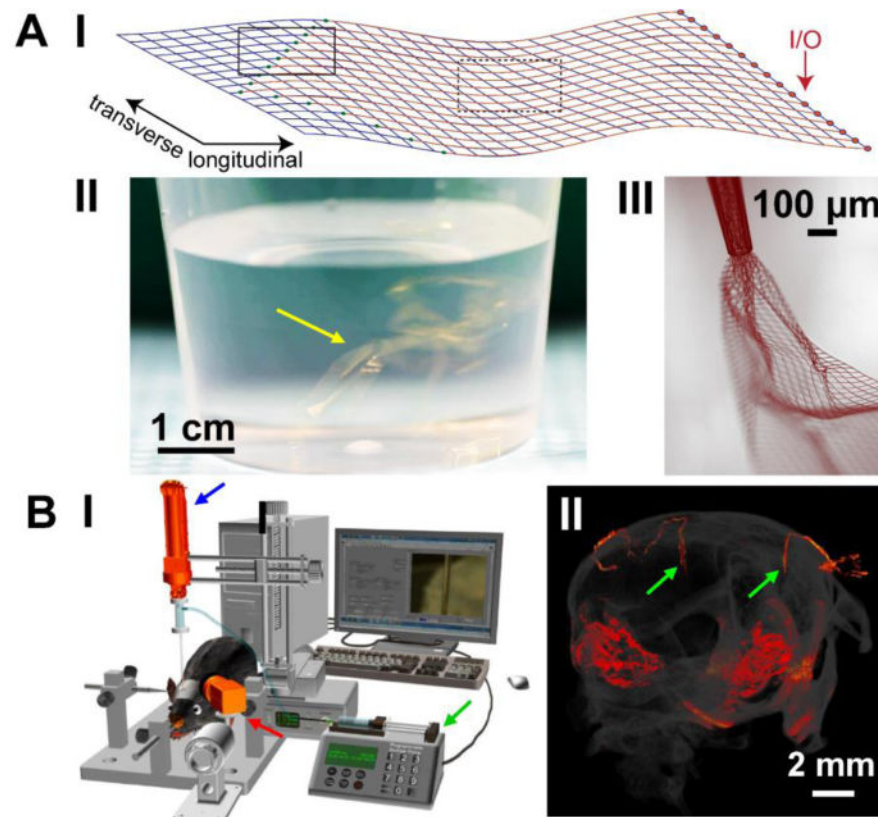 A I
I/O
transverse
longitudinal
II
III
100 µm
1 cm
B I
II
2 mm